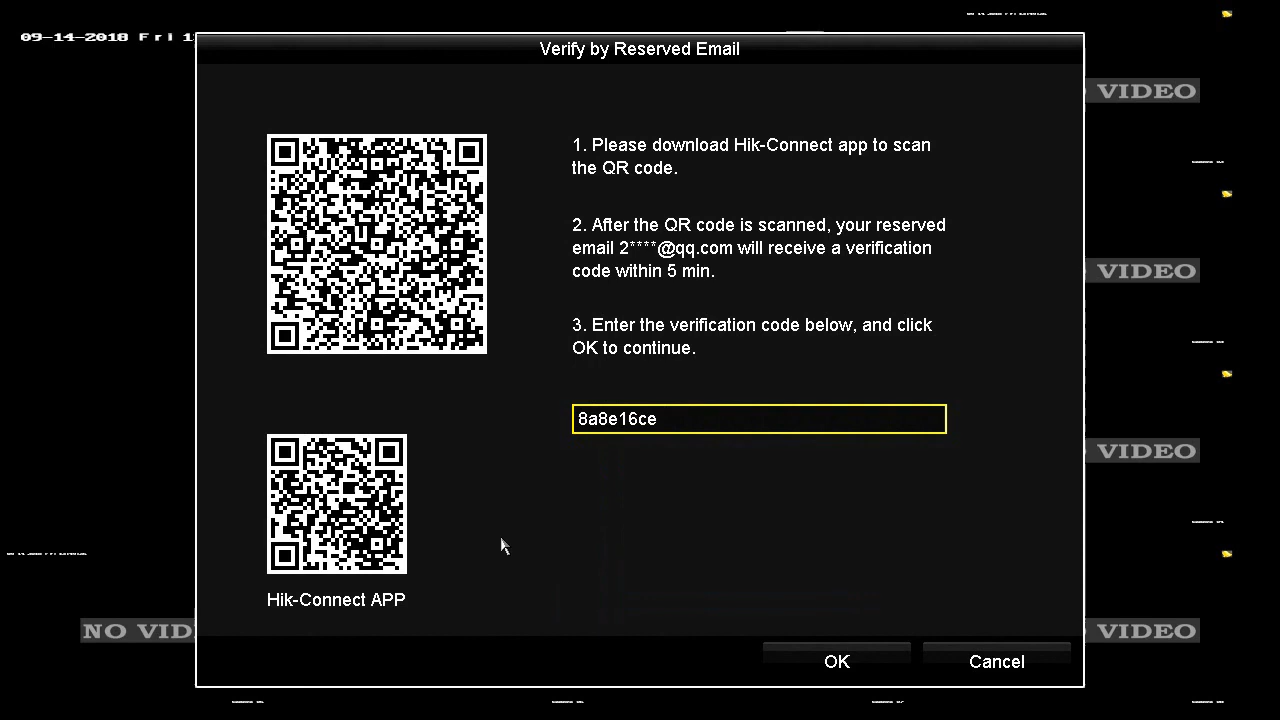 09-14-2018 Fri 1
Verify by Reserved Email
1. Please download Hik-Connect app to scan
the QR code.
2. After the QR code is scanned, your reserved
email 2****@qq.com will receive a verification
code within 5 min.
3. Enter the verification code below, and click
OK to continue.
8a8e16ce
Hik-Connect APP
OK
Cancel
VIDEO
VIDEO
VIDEO
NO VID
VIDEO